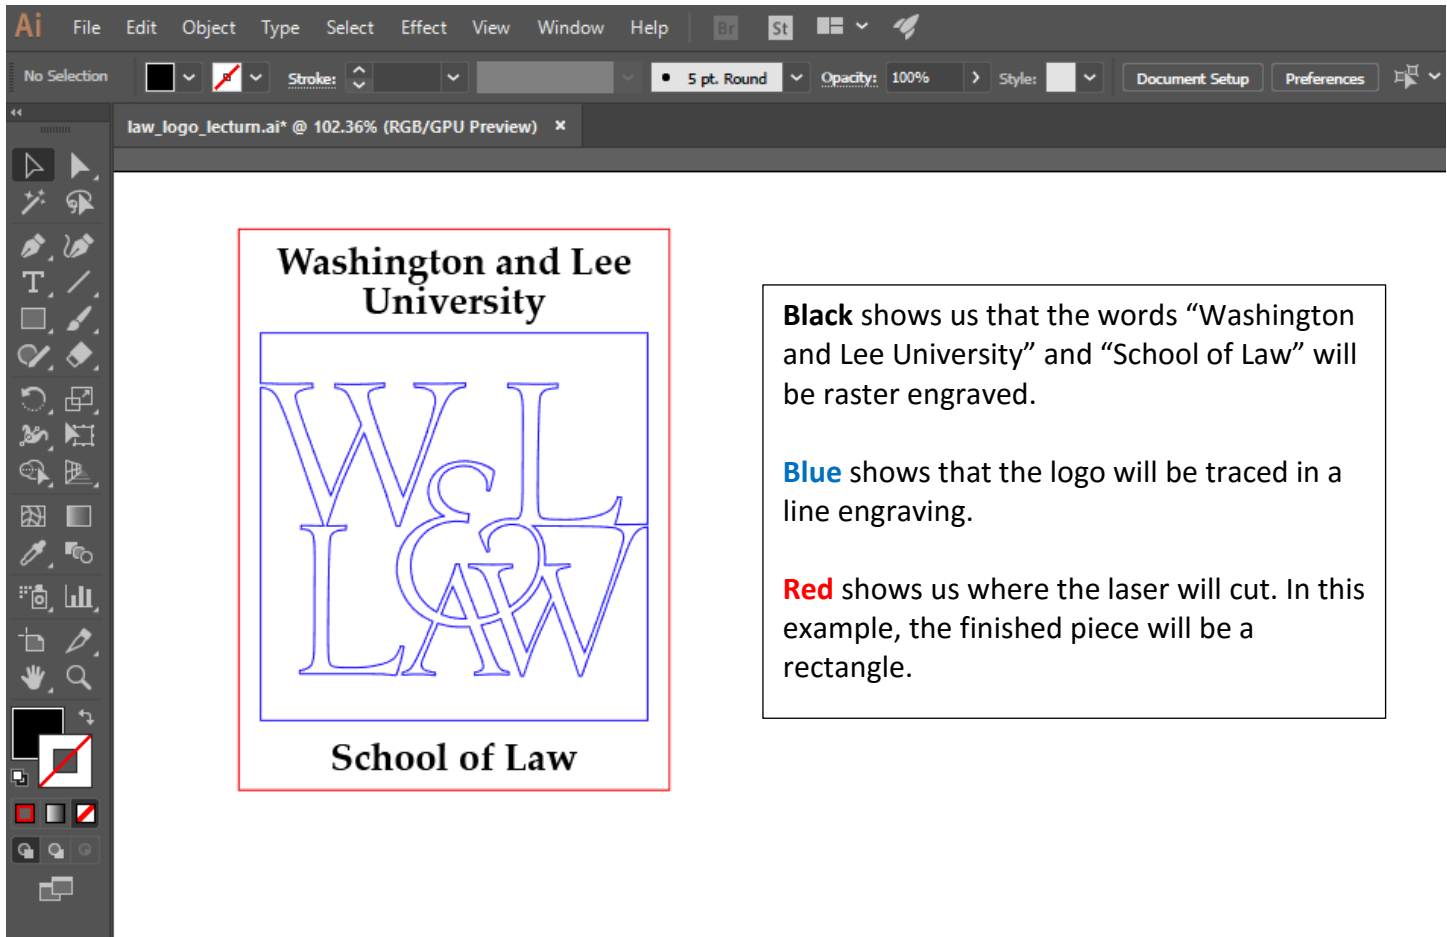 Ai File Edit Object Type Select Effect View Window Help Br St
No Selection Stroke: 5 pt. Round Opacity: 100% Style: Document Setup Preferences
law_logo_lecturn.ai* @ 102.36% (RGB/GPU Preview) ×
Washington and Lee
University
W&L
LAW
School of Law
Black shows us that the words “Washington
and Lee University” and “School of Law” will
be raster engraved.
Blue shows that the logo will be traced in a
line engraving.
Red shows us where the laser will cut. In this
example, the finished piece will be a
rectangle.